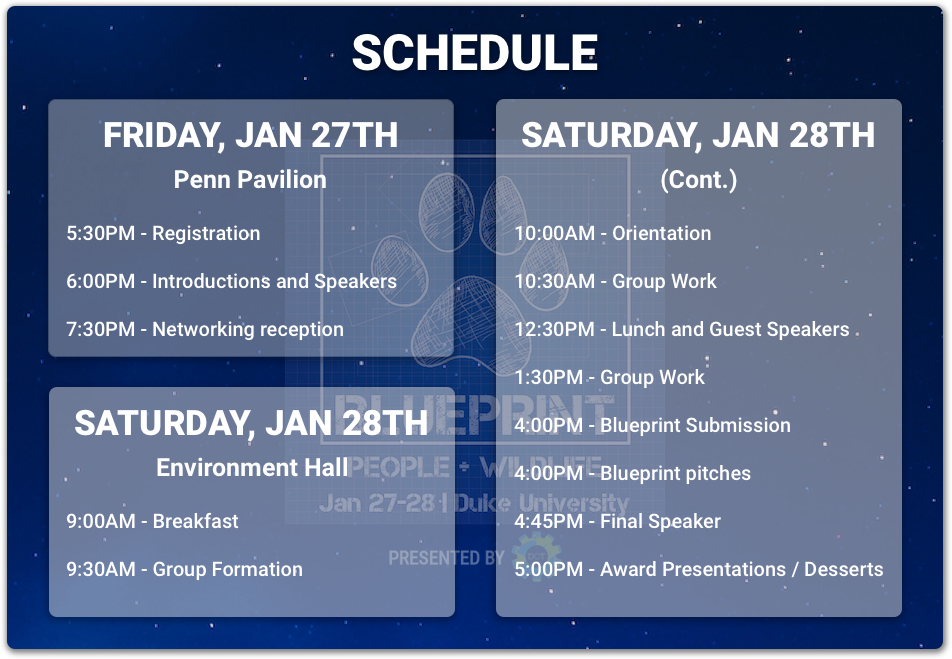 SCHEDULE
FRIDAY, JAN 27TH
Penn Pavilion
5:30PM - Registration
6:00PM - Introductions and Speakers
7:30PM - Networking reception
SATURDAY, JAN 28TH
Environment Hall
9:00AM - Breakfast
9:30AM - Group Formation
SATURDAY, JAN 28TH
(Cont.)
10:00AM - Orientation
10:30AM - Group Work
12:30PM - Lunch and Guest Speakers
1:30PM - Group Work
4:00PM - Blueprint Submission
4:00PM - Blueprint pitches
4:45PM - Final Speaker
5:00PM - Award Presentations / Desserts
BLUEPRINT
PEOPLE + WILDLIFE
Jan 27-28 | Duke University
PRESENTED BY